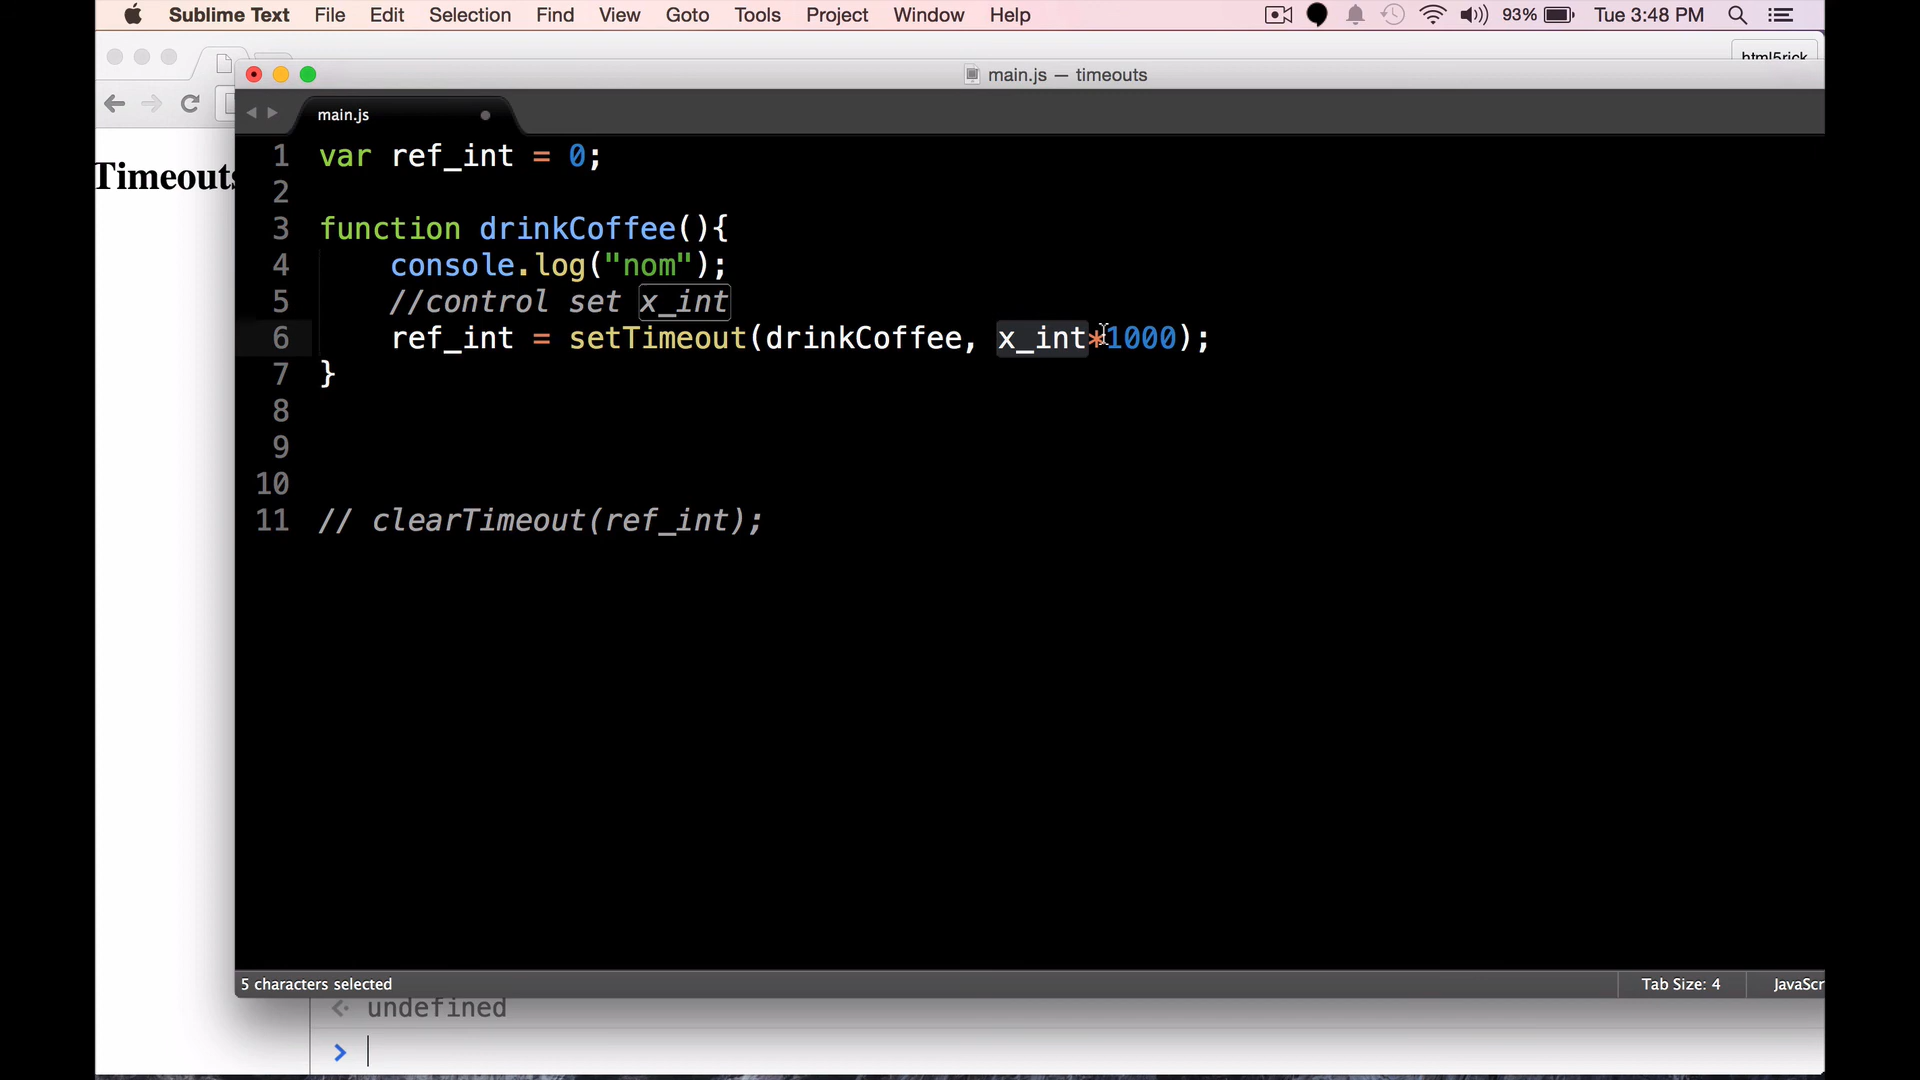 Sublime Text File Edit Selection Find View Goto Tools Project Window Help 93% Tue 3:48 PM
main.js — timeouts
main.js
Timeouts
1 var ref_int = 0;
2
3 function drinkCoffee(){
4 console.log("nom");
5 //control set x_int
6 ref_int = setTimeout(drinkCoffee, x_int*1000);
7 }
8
9
10
11 // clearTimeout(ref_int);
5 characters selected Tab Size: 4 JavaScr
undefined
>